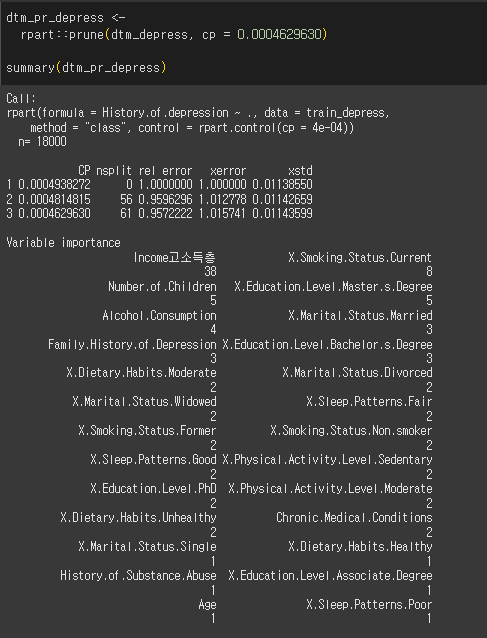 dtm_pr_depress <-
  rpart::prune(dtm_depress, cp = 0.0004629630)
summary(dtm_pr_depress)
Call:
rpart(formula = History.of.depression ~ ., data = train_depress,
    method = "class", control = rpart.control(cp = 4e-04))
  n= 18000
            CP nsplit rel error   xerror       xstd
1 0.0004938272      0 1.0000000 1.000000 0.01138550
2 0.0004814815     56 0.9596296 1.012778 0.01142659
3 0.0004629630     61 0.9572222 1.015741 0.01143599
Variable importance
Income고소득층 X.Smoking.Status.Current
38 8
Number.of.Children X.Education.Level.Master.s.Degree
5 5
Alcohol.Consumption X.Marital.Status.Married
4 3
Family.History.of.Depression X.Education.Level.Bachelor.s.Degree
3 3
X.Dietary.Habits.Moderate X.Marital.Status.Divorced
2 2
X.Marital.Status.Widowed X.Sleep.Patterns.Fair
2 2
X.Smoking.Status.Former X.Smoking.Status.Non.smoker
2 2
X.Sleep.Patterns.Good X.Physical.Activity.Level.Sedentary
2 2
X.Education.Level.PhD X.Physical.Activity.Level.Moderate
2 2
X.Dietary.Habits.Unhealthy Chronic.Medical.Conditions
2 2
X.Marital.Status.Single X.Dietary.Habits.Healthy
1 1
History.of.Substance.Abuse X.Education.Level.Associate.Degree
1 1
Age X.Sleep.Patterns.Poor
1 1